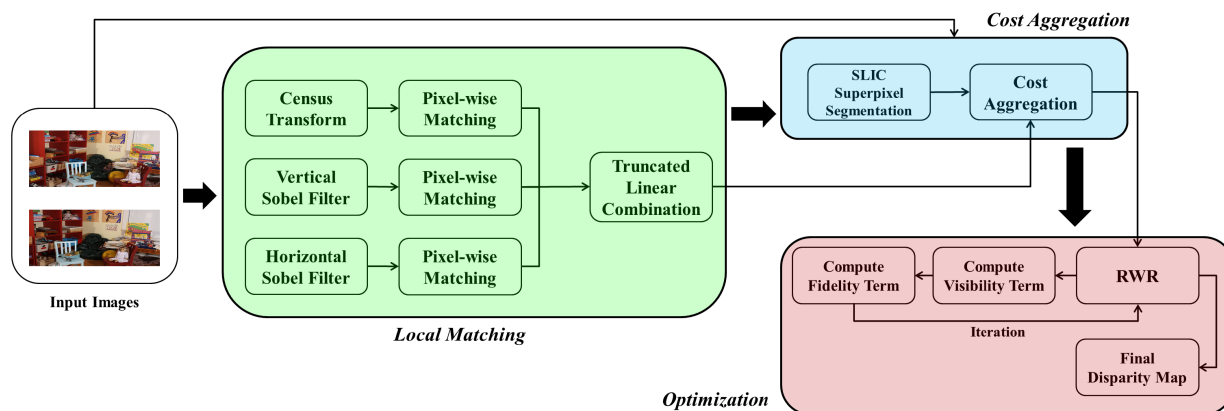 Cost Aggregation
Census
Transform
Pixel-wise
Matching
SLIC
Superpixel
Segmentation
Cost
Aggregation
Vertical
Sobel Filter
Pixel-wise
Matching
Truncated
Linear
Combination
Horizontal
Sobel Filter
Pixel-wise
Matching
Input Images
Local Matching
Compute
Fidelity Term
Compute
Visibility Term
RWR
Iteration
Final
Disparity Map
Optimization